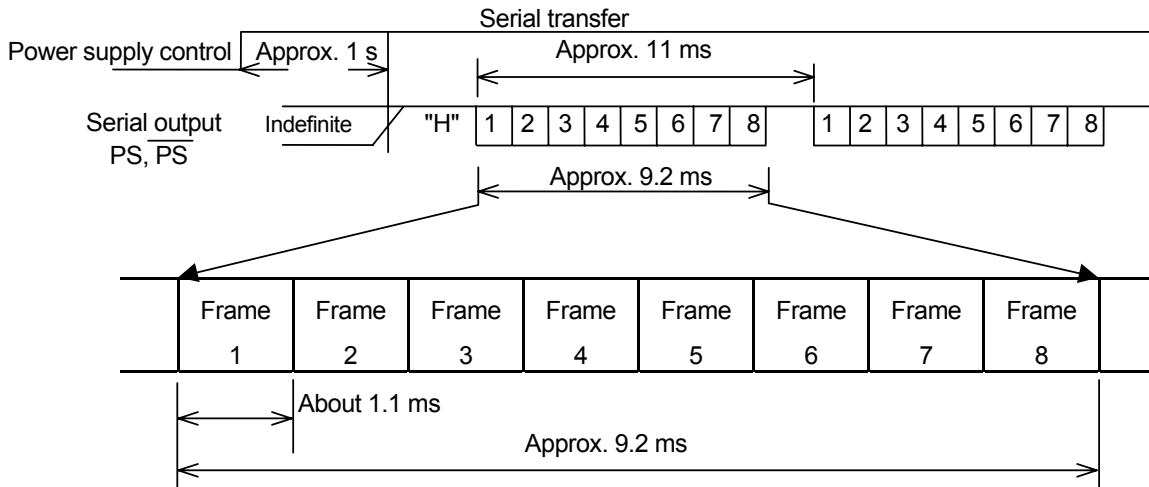 Serial transfer
Power supply control
Approx. 1 s
Approx. 11 ms
Serial output
PS, P̅S̅
Indefinite
"H"
1 2 3 4 5 6 7 8
1 2 3 4 5 6 7 8
Approx. 9.2 ms
Frame 1
Frame 2
Frame 3
Frame 4
Frame 5
Frame 6
Frame 7
Frame 8
About 1.1 ms
Approx. 9.2 ms